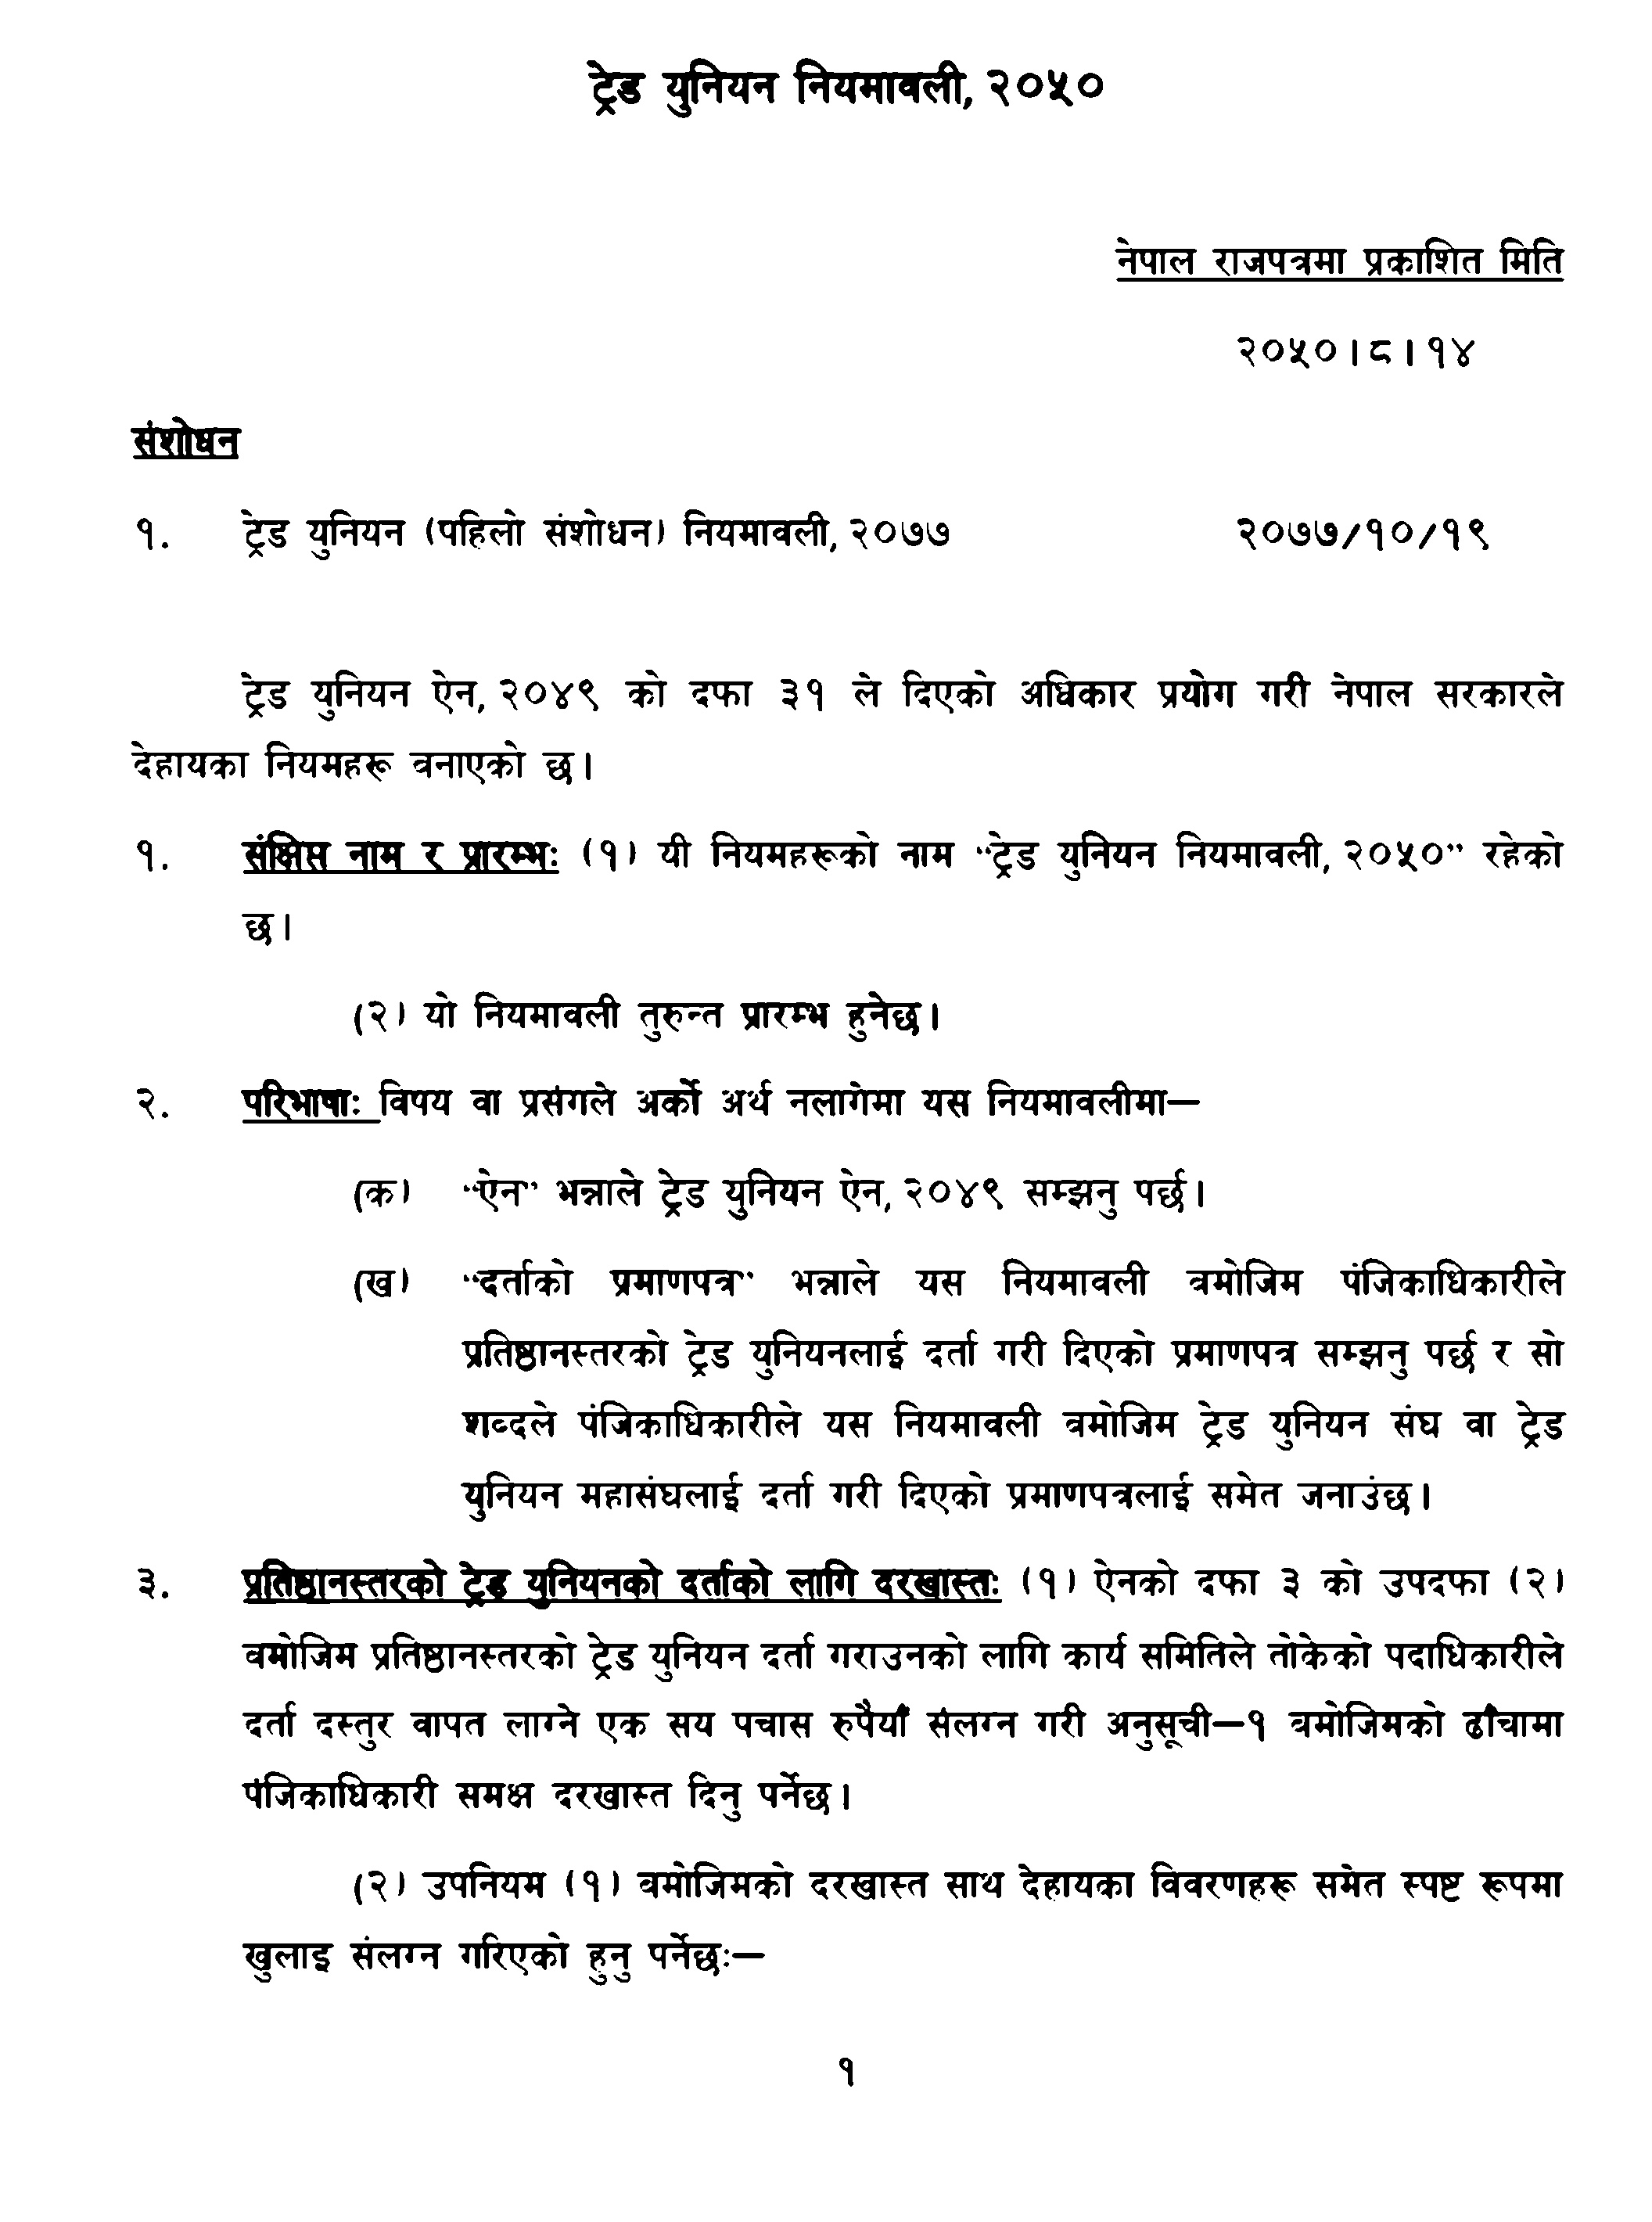 ट्रेड युनियन नियमावली, २०५०
नेपाल राजपत्रमा प्रकाशित मिति
२०५०।८।१४
संशोधन
१. ट्रेड युनियन (पहिलो संशोधन) नियमावली, २०७७ २०७७/१०/१९
ट्रेड युनियन ऐन, २०४९ को दफा ३१ ले दिएको अधिकार प्रयोग गरी नेपाल सरकारले
देहायका नियमहरू बनाएको छ।
१. संक्षिप्त नाम र प्रारम्भः (१) यी नियमहरूको नाम "ट्रेड युनियन नियमावली, २०५०" रहेको
छ।
(२) यो नियमावली तुरुन्त प्रारम्भ हुनेछ।
२. परिभाषाः विषय वा प्रसंगले अर्को अर्थ नलागेमा यस नियमावलीमा—
(क) "ऐन" भन्नाले ट्रेड युनियन ऐन, २०४९ सम्झनु पर्छ।
(ख) "दर्ताको प्रमाणपत्र" भन्नाले यस नियमावली बमोजिम पंजिकाधिकारीले
प्रतिष्ठानस्तरको ट्रेड युनियनलाई दर्ता गरी दिएको प्रमाणपत्र सम्झनु पर्छ र सो
शब्दले पंजिकाधिकारीले यस नियमावली बमोजिम ट्रेड युनियन संघ वा ट्रेड
युनियन महासंघलाई दर्ता गरी दिएको प्रमाणपत्रलाई समेत जनाउंछ।
३. प्रतिष्ठानस्तरको ट्रेड युनियनको दर्ताको लागि दरखास्तः (१) ऐनको दफा ३ को उपदफा (२)
बमोजिम प्रतिष्ठानस्तरको ट्रेड युनियन दर्ता गराउनको लागि कार्य समितिले तोकेको पदाधिकारीले
दर्ता दस्तुर वापत लाग्ने एक सय पचास रुपैयाँ संलग्न गरी अनुसूची—१ बमोजिमको ढाँचामा
पंजिकाधिकारी समक्ष दरखास्त दिनु पर्नेछ।
(२) उपनियम (१) बमोजिमको दरखास्त साथ देहायका विवरणहरू समेत स्पष्ट रूपमा
खुलाइ संलग्न गरिएको हुनु पर्नेछः—
१